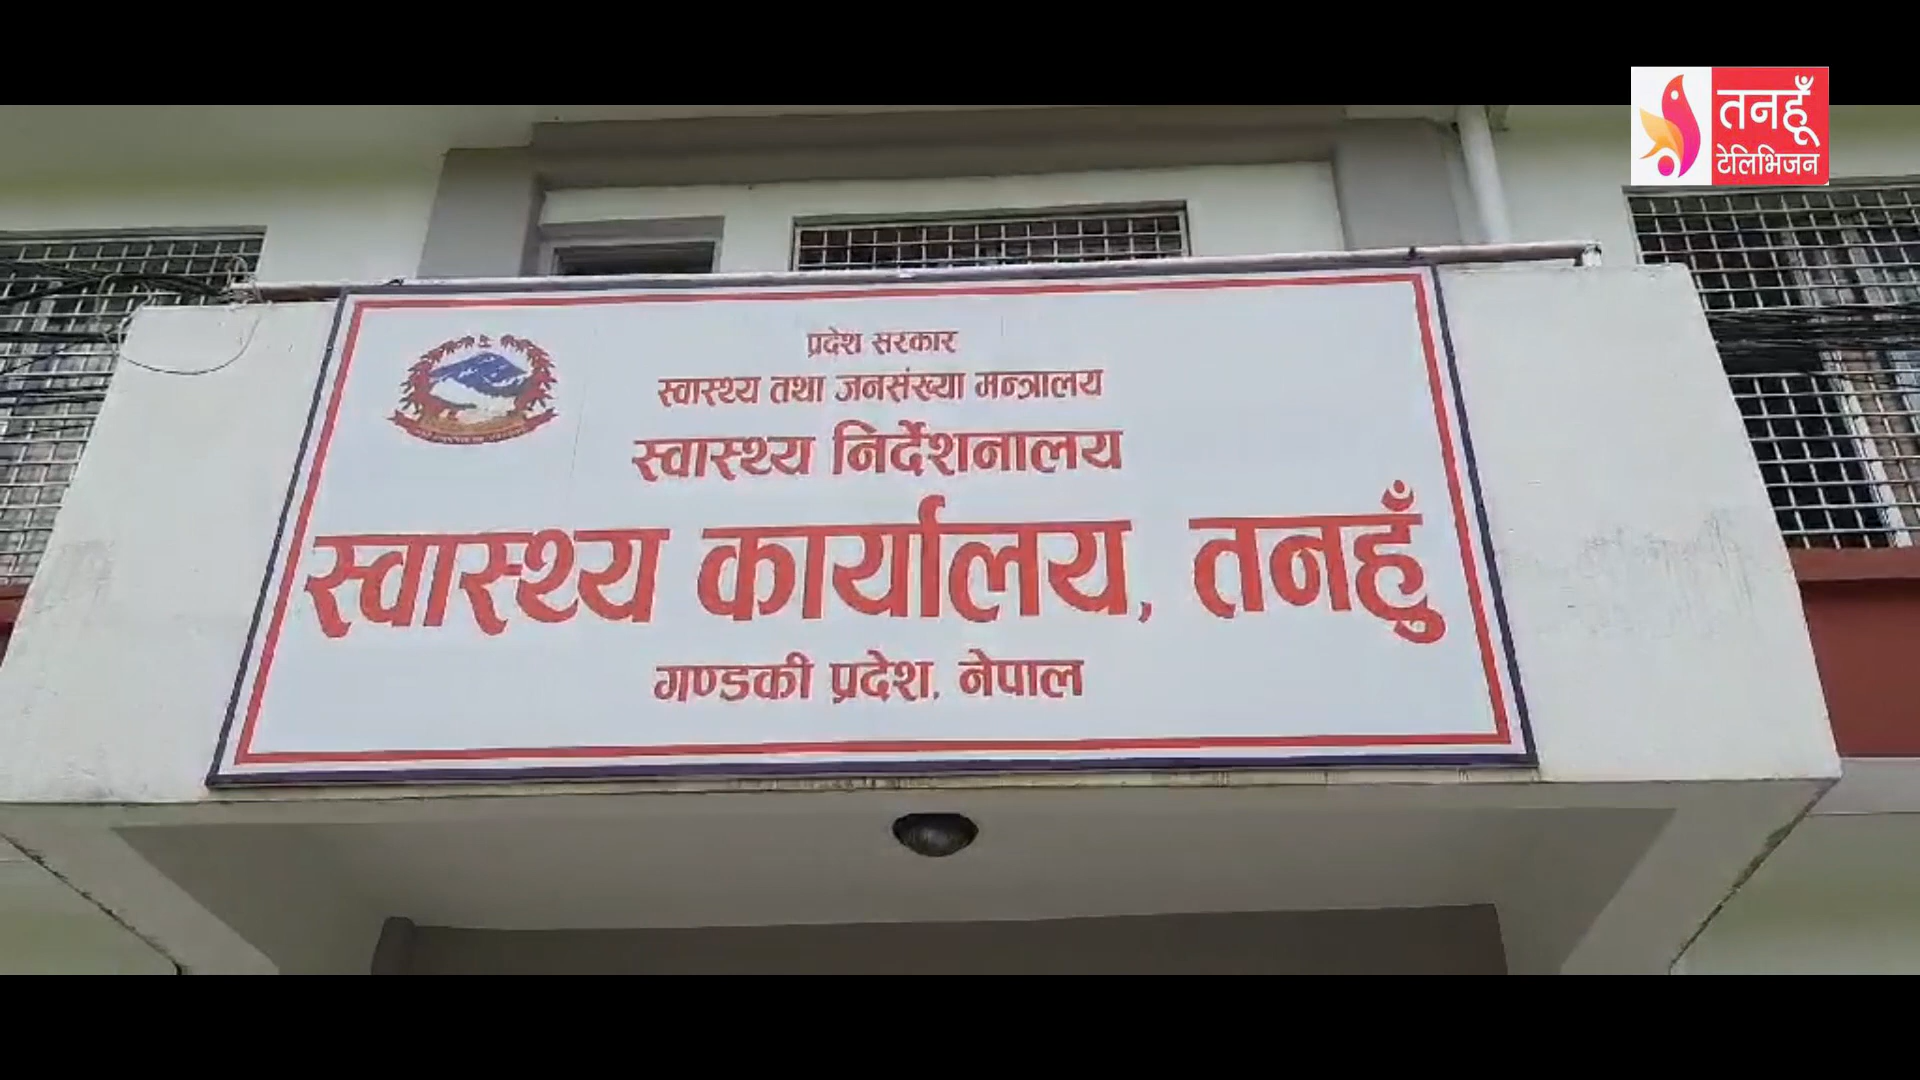 तनहूँ
टेलिभिजन
प्रदेश सरकार
स्वास्थ्य तथा जनसंख्या मन्त्रालय
स्वास्थ्य निर्देशनालय
स्वास्थ्य कार्यालय, तनहुँ
गण्डकी प्रदेश, नेपाल